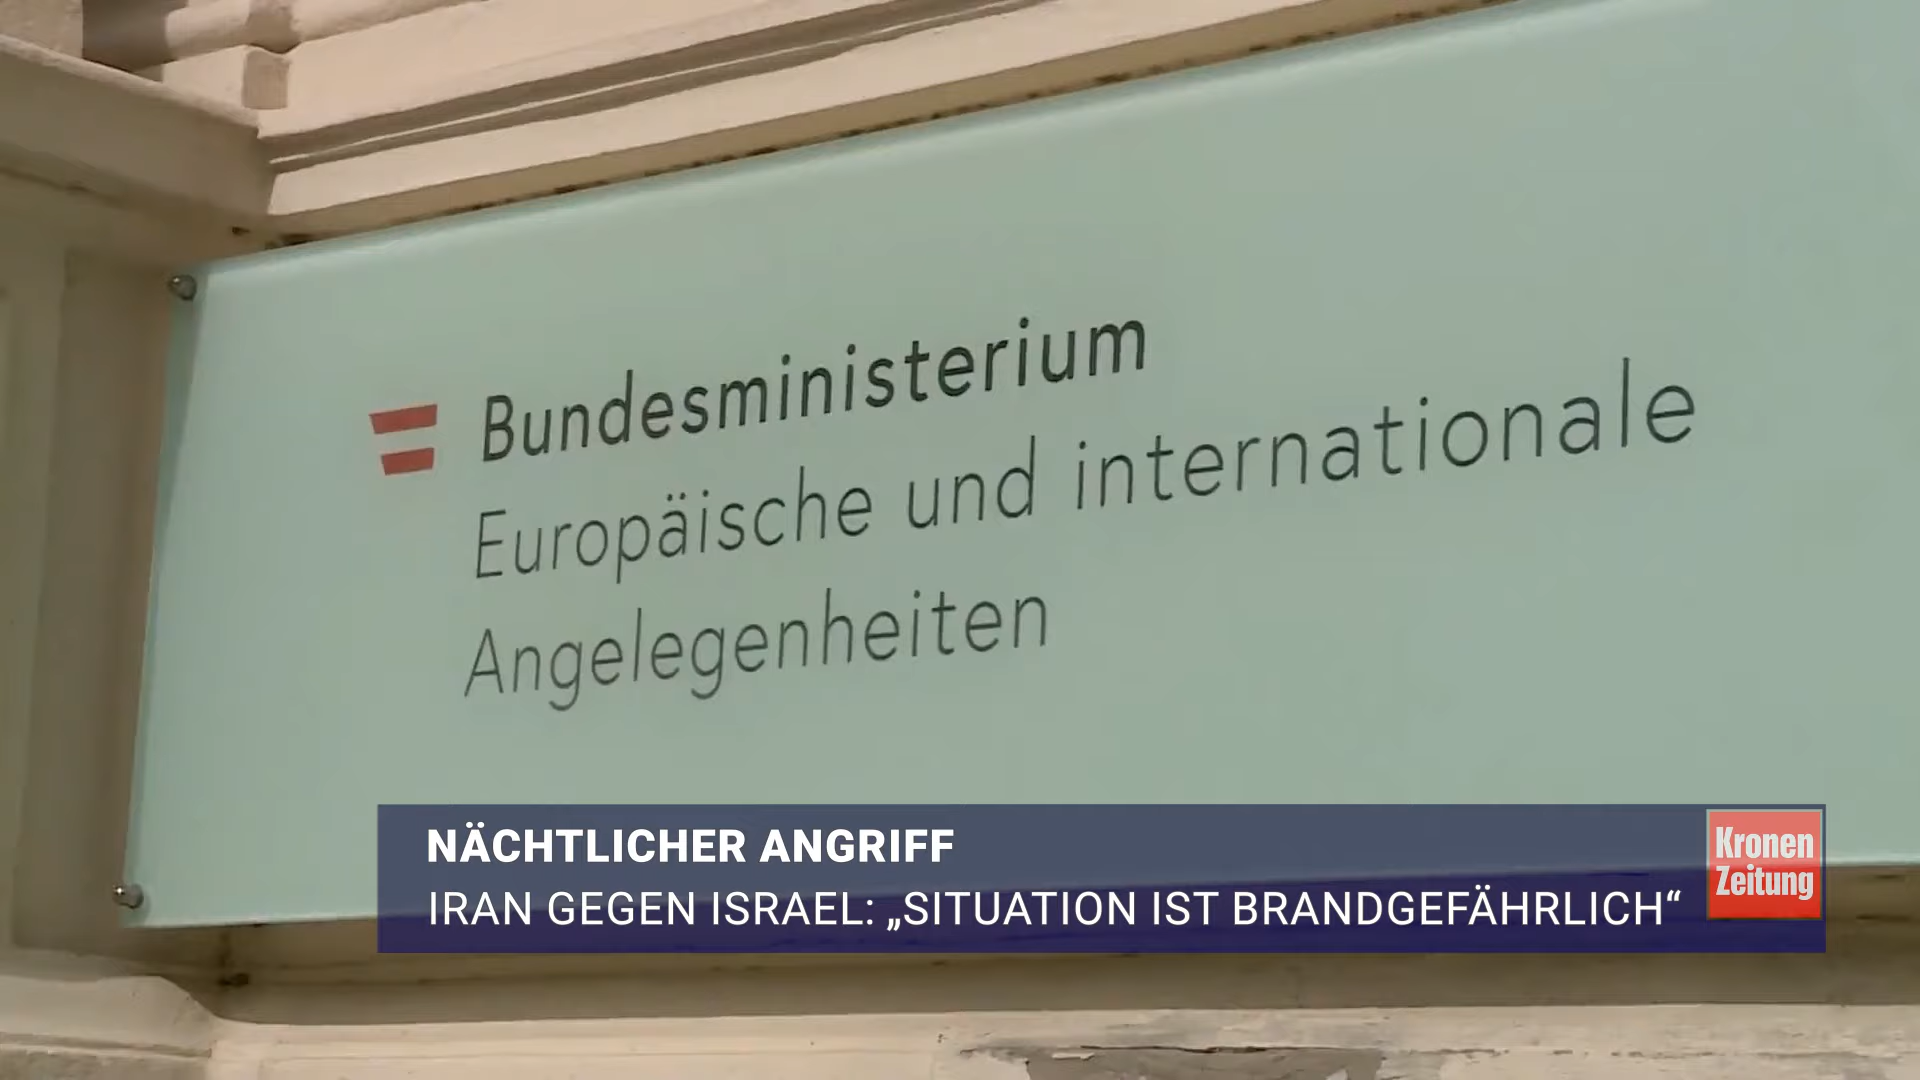 Bundesministerium
Europäische und internationale
Angelegenheiten
NÄCHTLICHER ANGRIFF
IRAN GEGEN ISRAEL: „SITUATION IST BRANDGEFÄHRLICH“
Kronen
Zeitung